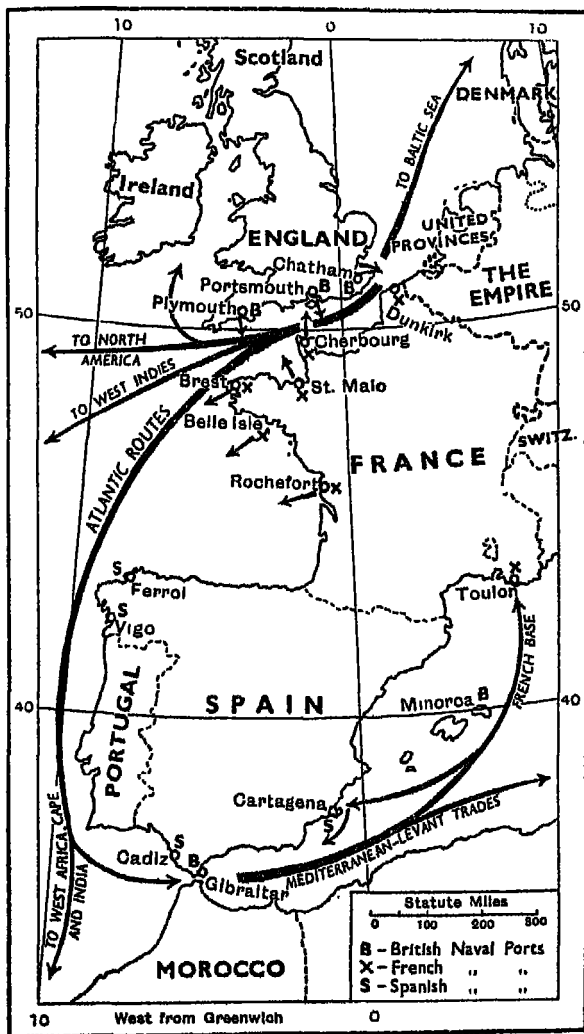 10
0
10
Scotland
DENMARK
TO BALTIC SEA
Ireland
ENGLAND
UNITED
PROVINCES
Chatham
THE
EMPIRE
Portsmouth B
B
Plymouth B
50
50
Dunkirk
X
TO NORTH
AMERICA
Cherbourg
X
TO WEST INDIES
Brest X
St. Malo
X
Belle Isle X
SWITZ.
ATLANTIC ROUTES
FRANCE
Rochefort X
S
Ferrol
X
Toulon
S
Vigo
FRENCH BASE
PORTUGAL
SPAIN
Minorca B
40
40
Cartagena
S
TO WEST AFRICA, CAPE
AND INDIA
S
Cadiz
B
Gibraltar
MEDITERRANEAN-LEVANT TRADES
Statute Miles
0 100 200 300
B - British Naval Ports
X - French " "
S - Spanish " "
MOROCCO
10
West from Greenwich
0
10